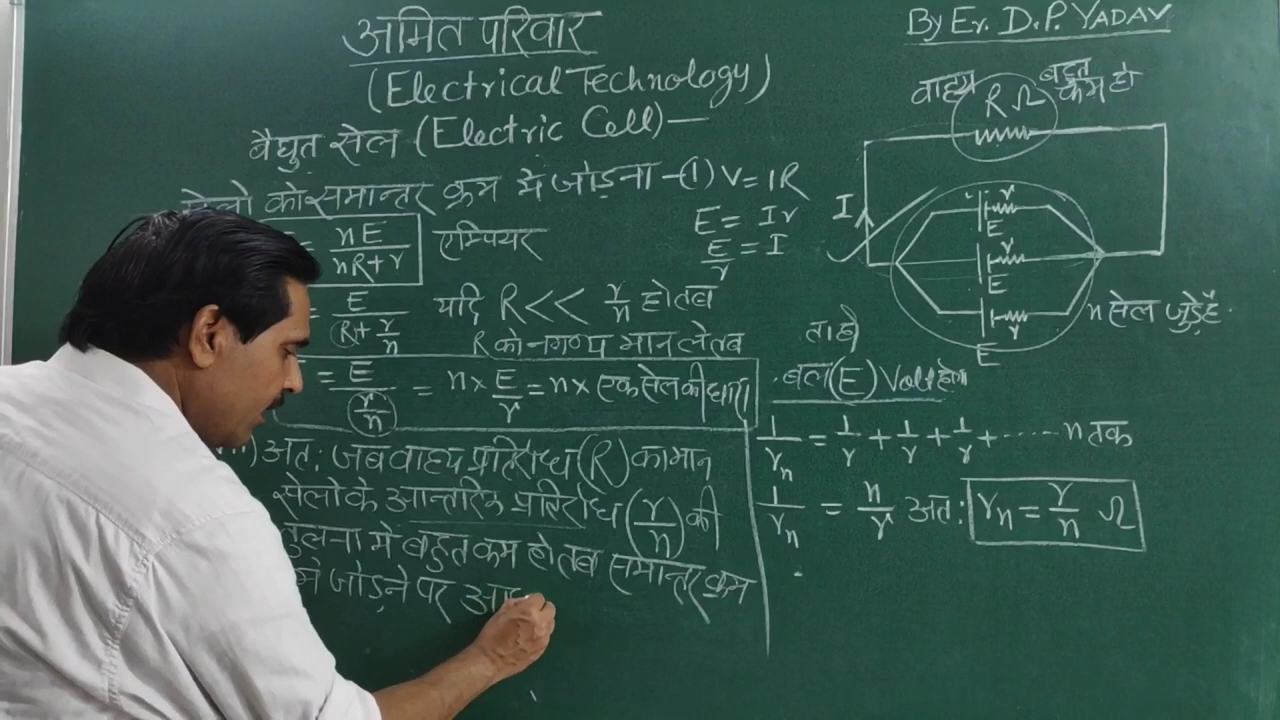 अमित परिवार
By Er. D.P. YADAV
(Electrical Technology)
वैद्युत सेल (Electric Cell)—
को समान्तर क्रम में जोड़ना -(1) V = IR
E = Ir
E/r = I
= nE/nR+r एम्पियर
= E/R+r/n यदि R << r/n हो तब
R को नगण्य मान ले तब
= E/(r/n) = n × E/r = n × एक सेल की धारा
) अत: जब वाह्य प्रतिरोध (R) का मान
सेलो के आन्तरिक प्रतिरोध (r/n) की
तुलना में बहुत कम हो तब समान्तर क्रम
में जोड़ने पर
वाह्य R Ω बहुत कम हो
I
r
E
r
E
r
E
n सेल जुड़े हैं
बल (E) Volt होगा
1/rn = 1/r + 1/r + 1/r + ...... n तक
1/rn = n/r अत: rn = r/n Ω